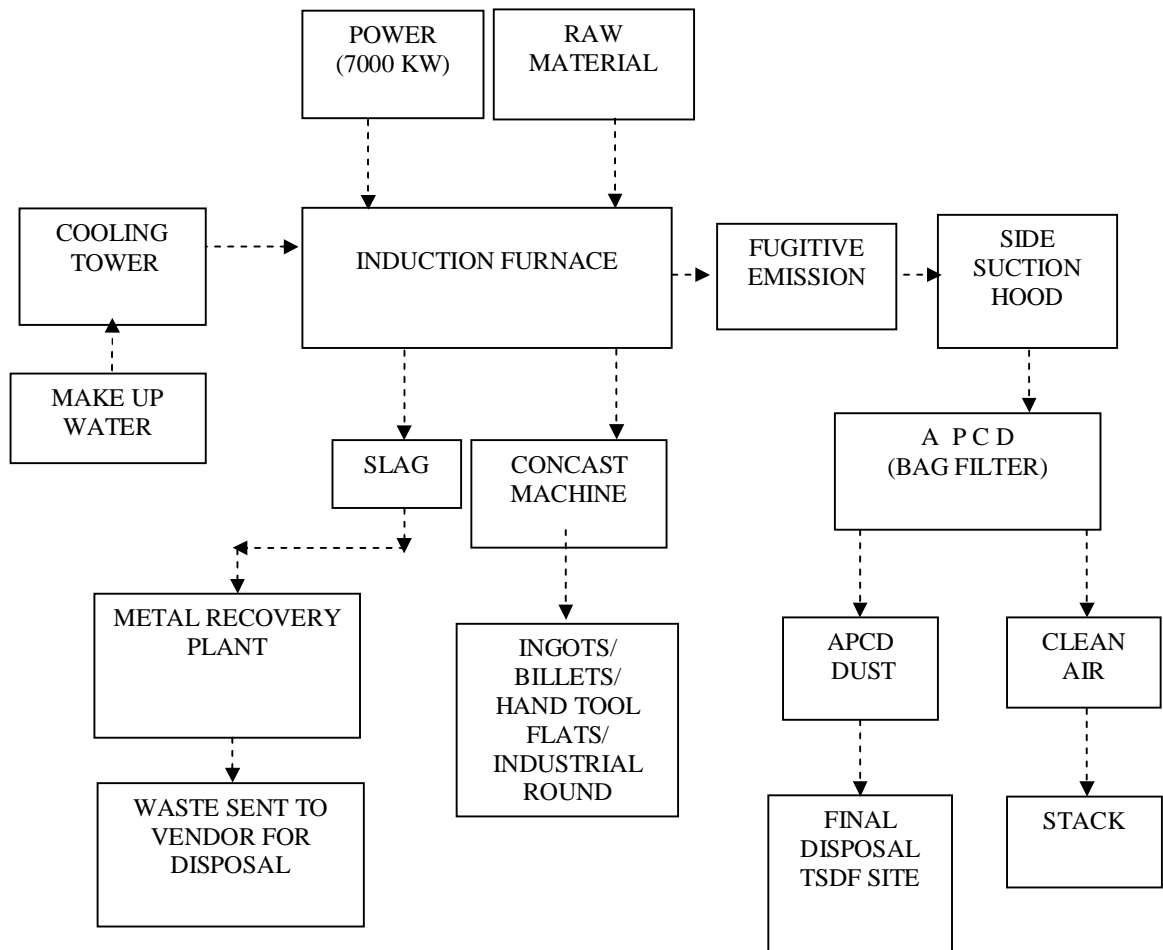 POWER
(7000 KW)
RAW
MATERIAL
COOLING
TOWER
INDUCTION FURNACE
FUGITIVE
EMISSION
SIDE
SUCTION
HOOD
MAKE UP
WATER
SLAG
CONCAST
MACHINE
A P C D
(BAG FILTER)
METAL RECOVERY
PLANT
INGOTS/
BILLETS/
HAND TOOL
FLATS/
INDUSTRIAL
ROUND
APCD
DUST
CLEAN
AIR
WASTE SENT TO
VENDOR FOR
DISPOSAL
FINAL
DISPOSAL
TSDF SITE
STACK